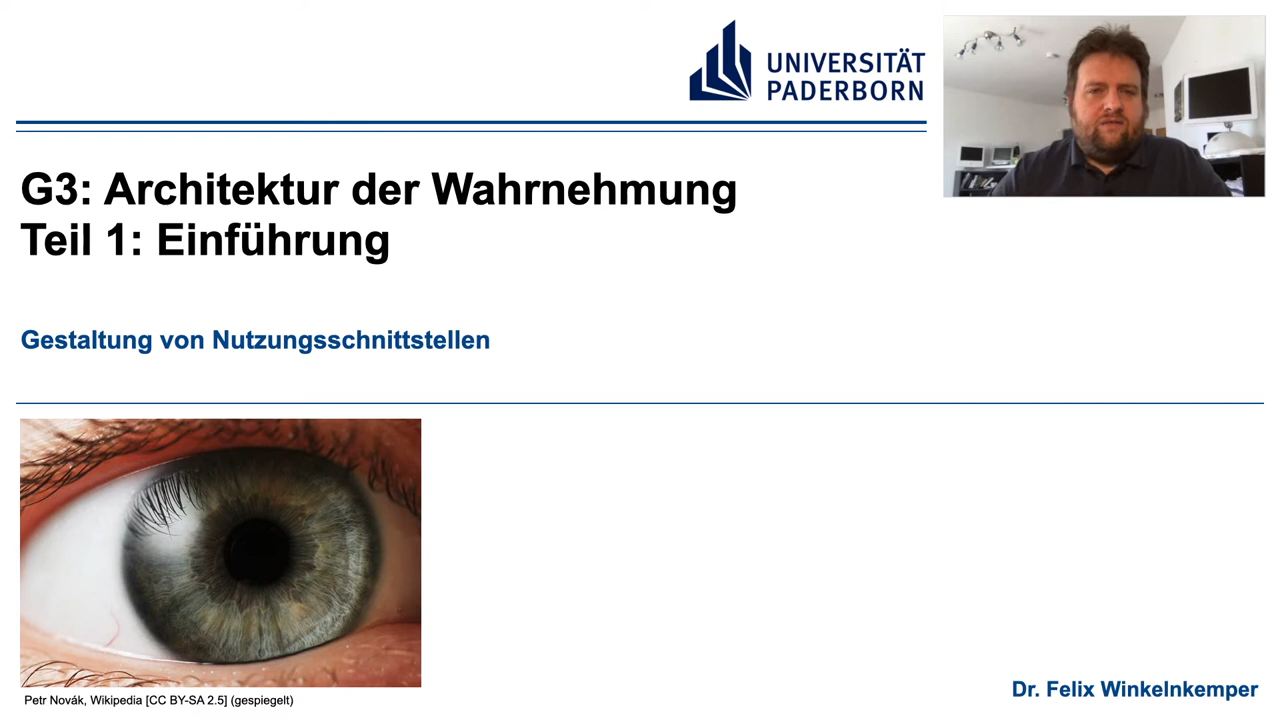 UNIVERSITÄT
PADERBORN
G3: Architektur der Wahrnehmung
Teil 1: Einführung
Gestaltung von Nutzungsschnittstellen
Petr Novák, Wikipedia [CC BY-SA 2.5] (gespiegelt)
Dr. Felix Winkelnkemper